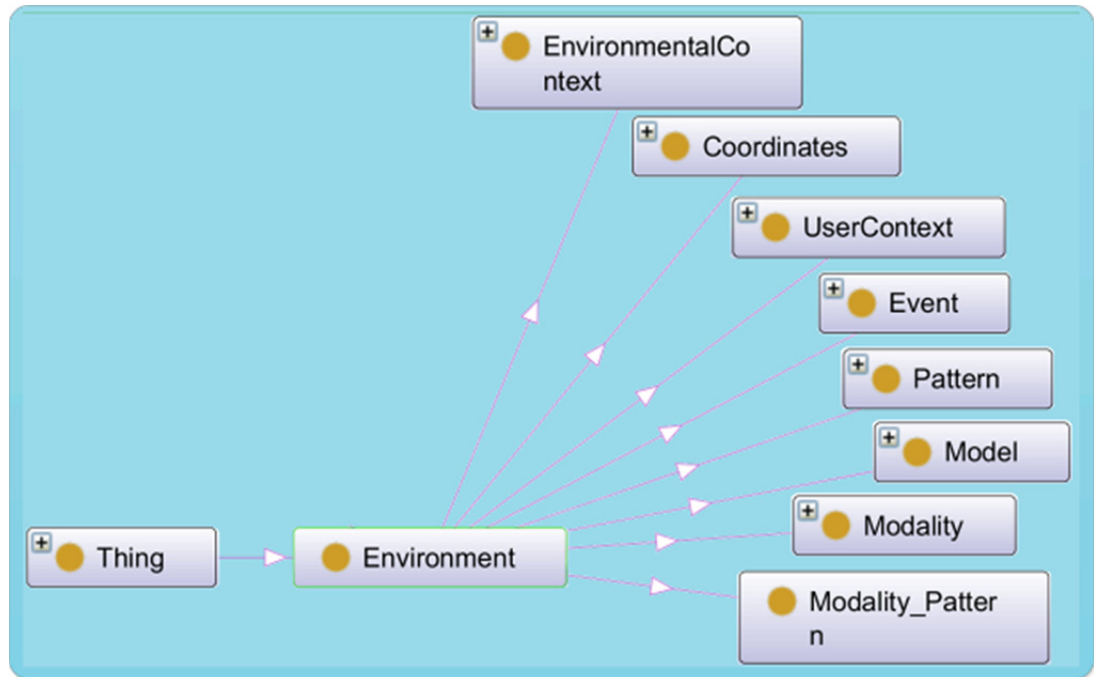 EnvironmentalCo
ntext
Coordinates
UserContext
Event
Pattern
Model
Modality
Thing
Environment
Modality_Patter
n